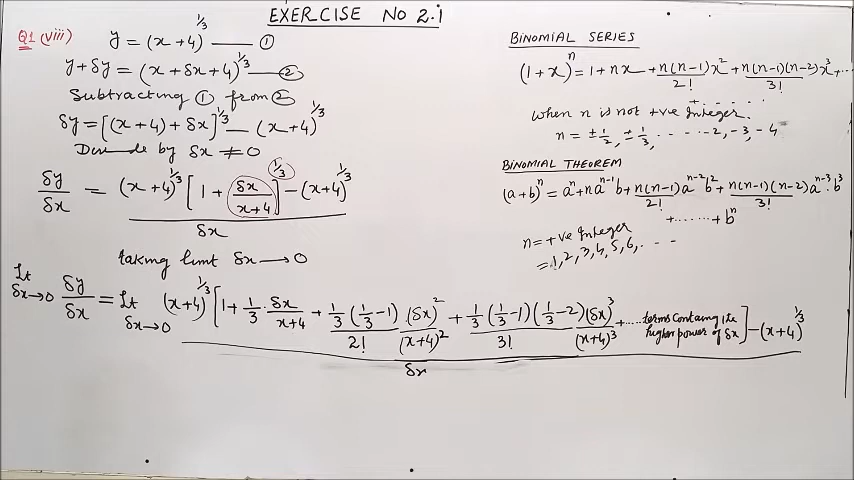 EXERCISE NO 2.1
Q1 (viii) y = (x+4)^1/3 —— ①
y+δy = (x+δx+4)^1/3 —— ②
Subtracting ① from ②
δy = [(x+4)+δx]^1/3 — (x+4)^1/3
by δx ≠ 0
δy/δx = (x+4)^1/3 [1 + δx/x+4]^1/3 − (x+4)^1/3 / δx
taking limit δx → 0
Lt δx→0 δy/δx = Lt δx→0 (x+4)^1/3 [1 + 1/3 · δx/x+4 + 1/3 (1/3 −1)/2! (δx)^2/(x+4)^2 + 1/3 (1/3 −1)(1/3 −2)/3! (δx)^3/(x+4)^3 + ...... terms containing the higher power of δx] − (x+4)^1/3 / δx
BINOMIAL SERIES
(1+x)^n = 1 + nx + n(n−1)/2! x^2 + n(n−1)(n−2)/3! x^3 + ...
+ - - - - - -
when n is not +ve Integer.
n = ± 1/2, ± 1/3, - - - - - -2, -3, -4
BINOMIAL THEOREM
(a+b)^n = a^n + n a^n-1 b + n(n−1)/2! a^n-2 b^2 + n(n−1)(n−2)/3! a^n-3 · b^3
+ ....... + b^n
n = +ve Integer
= 1, 2, 3, 4, 5, 6, - - -